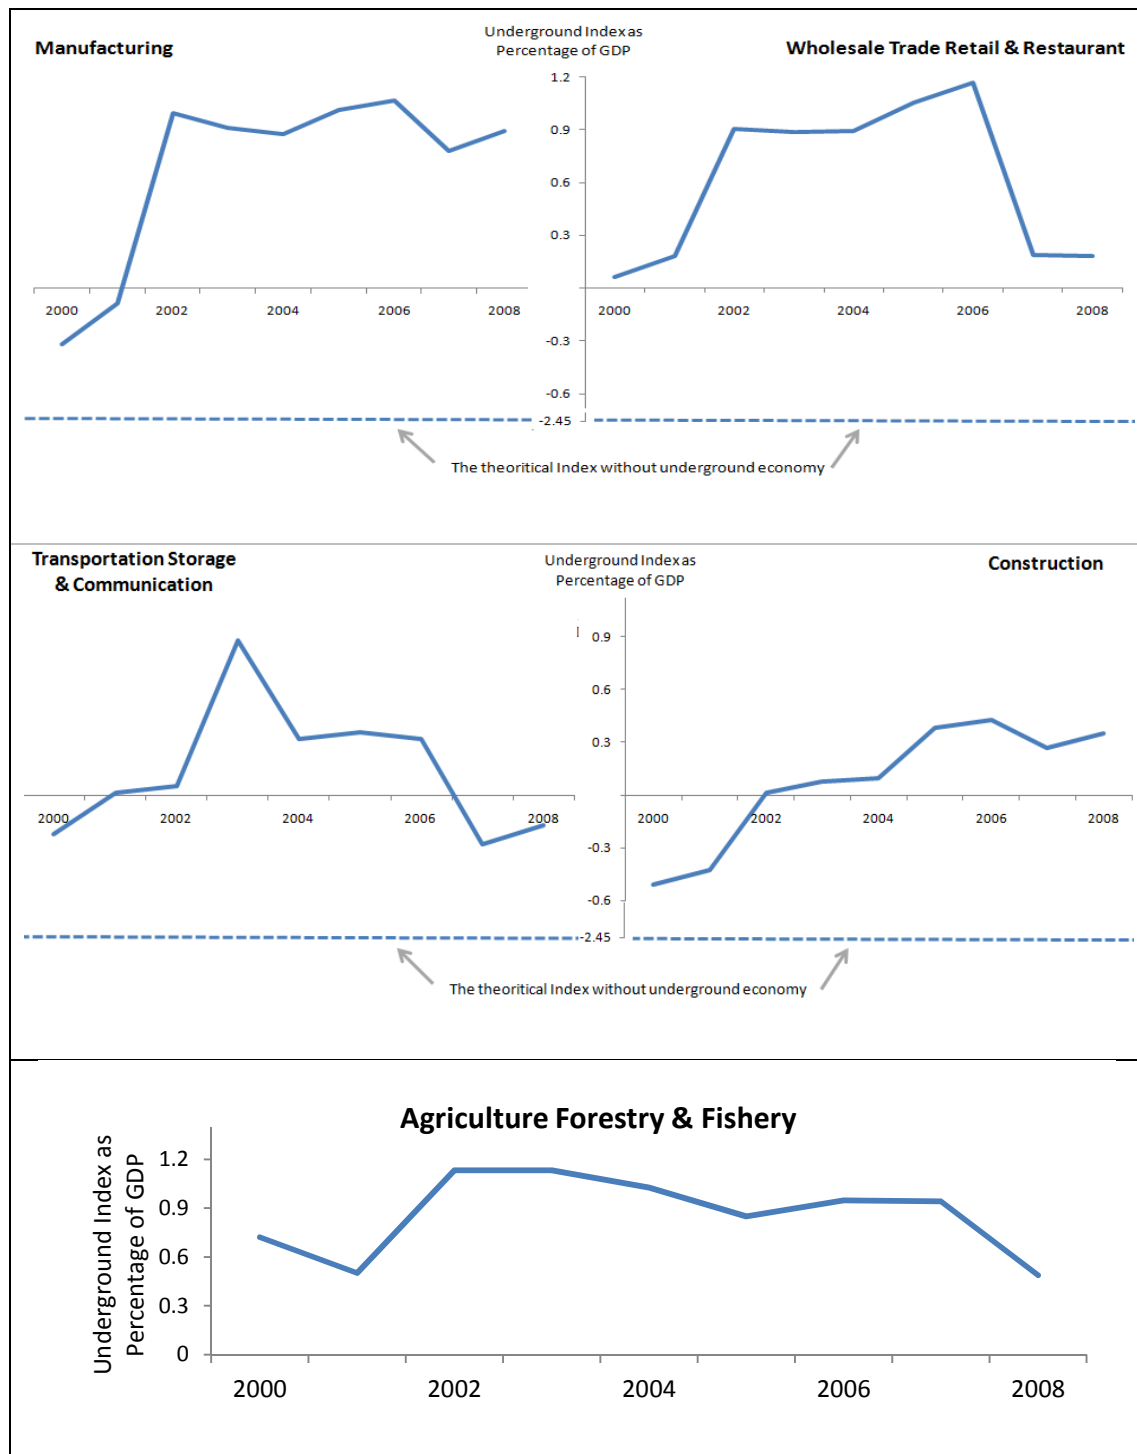 Manufacturing
Underground Index as
Percentage of GDP
Wholesale Trade Retail & Restaurant
1.2
0.9
0.6
0.3
2000 2002 2004 2006 2008
2000 2002 2004 2006 2008
-0.3
-0.6
-2.45
The theoritical Index without underground economy
Transportation Storage
& Communication
Underground Index as
Percentage of GDP
Construction
0.9
0.6
0.3
2000 2002 2004 2006 2008
2000 2002 2004 2006 2008
-0.3
-0.6
-2.45
The theoritical Index without underground economy
Agriculture Forestry & Fishery
Underground Index as
Percentage of GDP
1.2
0.9
0.6
0.3
0
2000 2002 2004 2006 2008